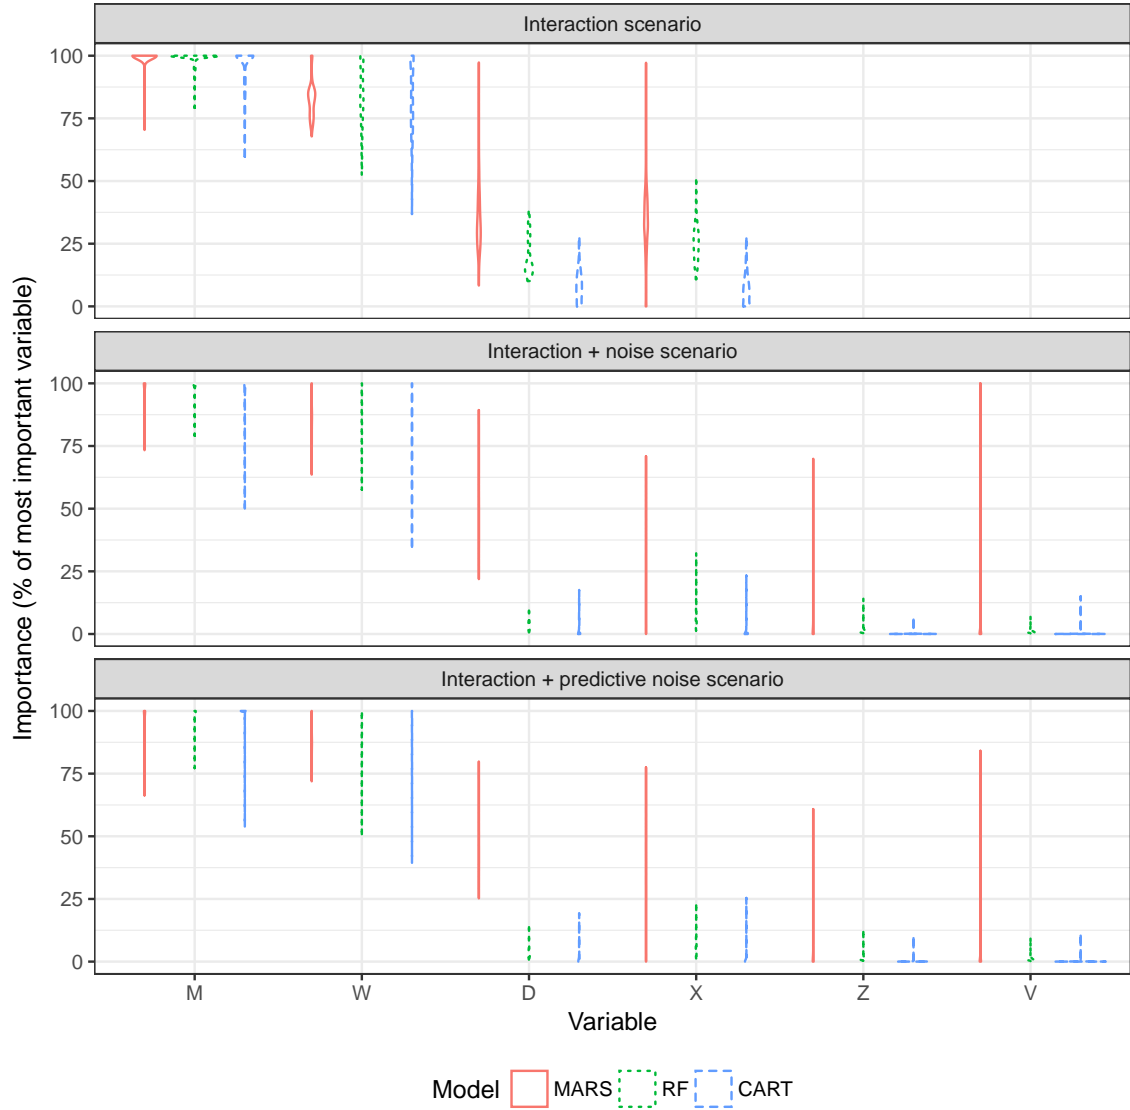 Interaction scenario
100
75
50
25
0
Interaction + noise scenario
100
75
50
25
0
Interaction + predictive noise scenario
100
75
50
25
0
Importance (% of most important variable)
M W D X Z V
Variable
Model MARS RF CART